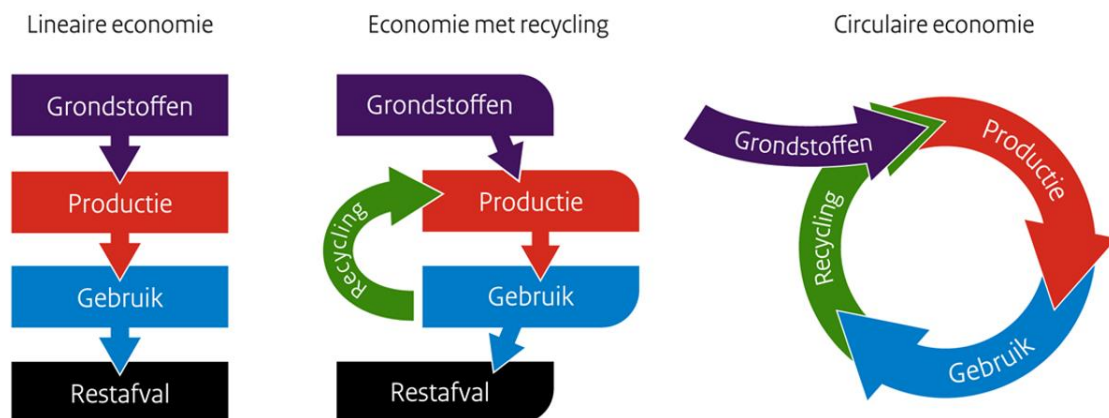 Lineaire economie
Grondstoffen
Productie
Gebruik
Restafval
Economie met recycling
Grondstoffen
Productie
Recycling
Gebruik
Restafval
Circulaire economie
Grondstoffen
Productie
Recycling
Gebruik